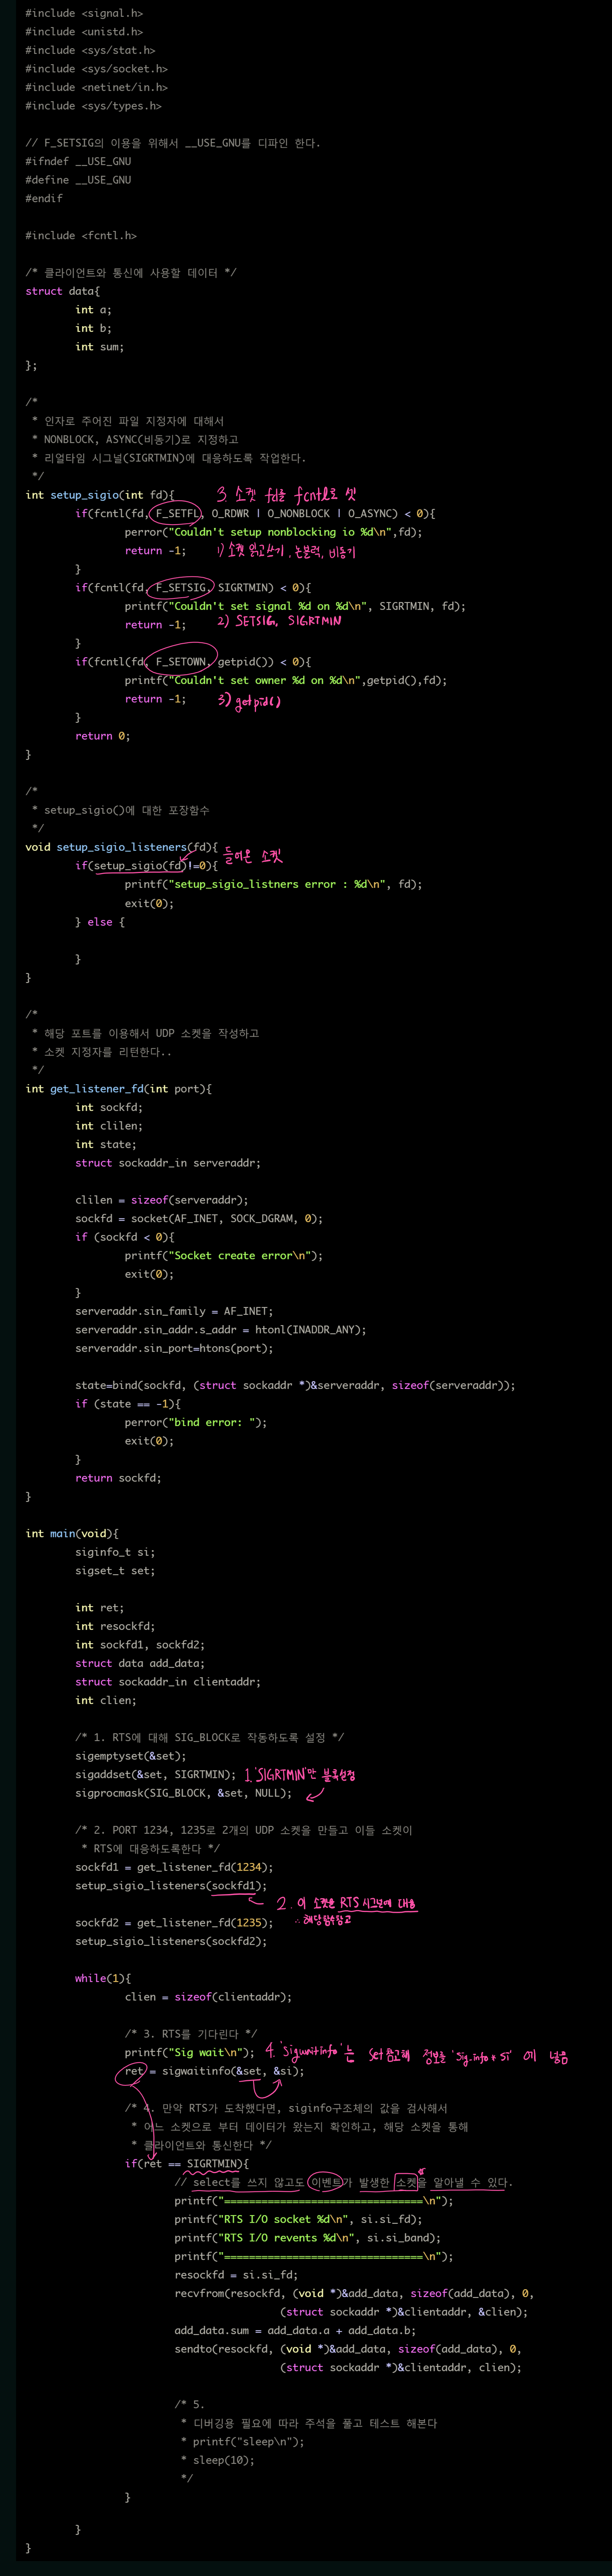 #include <signal.h>
#include <unistd.h>
#include <sys/stat.h>
#include <sys/socket.h>
#include <netinet/in.h>
#include <sys/types.h>
// F_SETSIG의 이용을 위해서 __USE_GNU를 디파인 한다.
#ifndef __USE_GNU
#define __USE_GNU
#endif
#include <fcntl.h>
/* 클라이언트와 통신에 사용할 데이터 */
struct data{
int a;
int b;
int sum;
};
/*
* 인자로 주어진 파일 지정자에 대해서
* NONBLOCK, ASYNC(비동기)로 지정하고
* 리얼타임 시그널(SIGRTMIN)에 대응하도록 작업한다.
*/
int setup_sigio(int fd){ 3. 소켓 fd를 fcntl로 셋
if(fcntl(fd, F_SETFL, O_RDWR | O_NONBLOCK | O_ASYNC) < 0){
perror("Couldn't setup nonblocking io %d\n",fd);
return -1; 1) 소켓 읽고쓰기, 논블럭, 비동기
}
if(fcntl(fd, F_SETSIG, SIGRTMIN) < 0){
printf("Couldn't set signal %d on %d\n", SIGRTMIN, fd);
return -1; 2) SETSIG, SIGRTMIN
}
if(fcntl(fd, F_SETOWN, getpid()) < 0){
printf("Couldn't set owner %d on %d\n",getpid(),fd);
return -1; 3) getpid()
}
return 0;
}
/*
* setup_sigio()에 대한 포장함수
*/
void setup_sigio_listeners(fd){ 들어온 소켓
if(setup_sigio(fd)!=0){
printf("setup_sigio_listners error : %d\n", fd);
exit(0);
} else {
}
}
/*
* 해당 포트를 이용해서 UDP 소켓을 작성하고
* 소켓 지정자를 리턴한다..
*/
int get_listener_fd(int port){
int sockfd;
int clilen;
int state;
struct sockaddr_in serveraddr;
clilen = sizeof(serveraddr);
sockfd = socket(AF_INET, SOCK_DGRAM, 0);
if (sockfd < 0){
printf("Socket create error\n");
exit(0);
}
serveraddr.sin_family = AF_INET;
serveraddr.sin_addr.s_addr = htonl(INADDR_ANY);
serveraddr.sin_port=htons(port);
state=bind(sockfd, (struct sockaddr *)&serveraddr, sizeof(serveraddr));
if (state == -1){
perror("bind error: ");
exit(0);
}
return sockfd;
}
int main(void){
siginfo_t si;
sigset_t set;
int ret;
int resockfd;
int sockfd1, sockfd2;
struct data add_data;
struct sockaddr_in clientaddr;
int clien;
/* 1. RTS에 대해 SIG_BLOCK로 작동하도록 설정 */
sigemptyset(&set);
sigaddset(&set, SIGRTMIN); 1. 'SIGRTMIN'만 블록설정
sigprocmask(SIG_BLOCK, &set, NULL);
/* 2. PORT 1234, 1235로 2개의 UDP 소켓을 만들고 이들 소켓이
* RTS에 대응하도록한다 */
sockfd1 = get_listener_fd(1234);
setup_sigio_listeners(sockfd1);
2. 이 소켓을 RTS 시그널에 대응
sockfd2 = get_listener_fd(1235); ∴ 해당함수참고
setup_sigio_listeners(sockfd2);
while(1){
clien = sizeof(clientaddr);
/* 3. RTS를 기다린다 */
printf("Sig wait\n"); 4. 'sigwaitinfo'는 set참고해 정보를 'sig.info + si' 에 넣음
ret = sigwaitinfo(&set, &si);
/* 4. 만약 RTS가 도착했다면, siginfo구조체의 값을 검사해서
* 어느 소켓으로 부터 데이터가 왔는지 확인하고, 해당 소켓을 통해
* 클라이언트와 통신한다 */
if(ret == SIGRTMIN){
// select를 쓰지 않고도 이벤트가 발생한 소켓을 알아낼 수 있다.
printf("================================\n");
printf("RTS I/O socket %d\n", si.si_fd);
printf("RTS I/O revents %d\n", si.si_band);
printf("================================\n");
resockfd = si.si_fd;
recvfrom(resockfd, (void *)&add_data, sizeof(add_data), 0,
(struct sockaddr *)&clientaddr, &clien);
add_data.sum = add_data.a + add_data.b;
sendto(resockfd, (void *)&add_data, sizeof(add_data), 0,
(struct sockaddr *)&clientaddr, clien);
/* 5.
* 디버깅용 필요에 따라 주석을 풀고 테스트 해본다
* printf("sleep\n");
* sleep(10);
*/
}
}
}